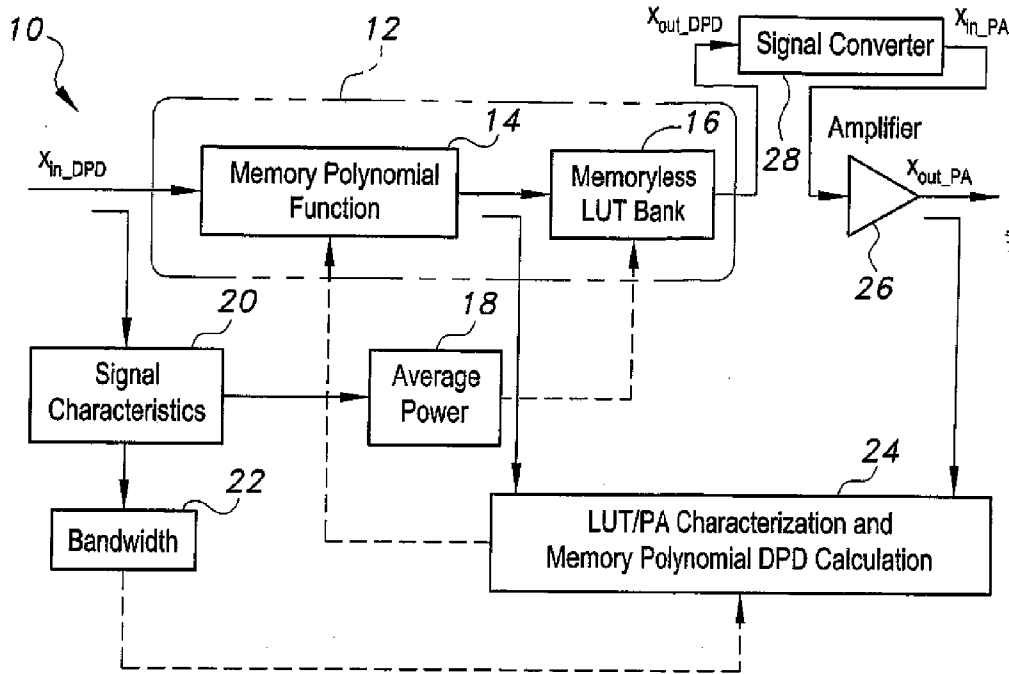 10
12
X_out_DPD
Signal Converter
X_in_PA
28
X_in_DPD
14
Memory Polynomial
Function
16
Memoryless
LUT Bank
Amplifier
X_out_PA
26
20
Signal
Characteristics
18
Average
Power
22
Bandwidth
24
LUT/PA Characterization and
Memory Polynomial DPD Calculation